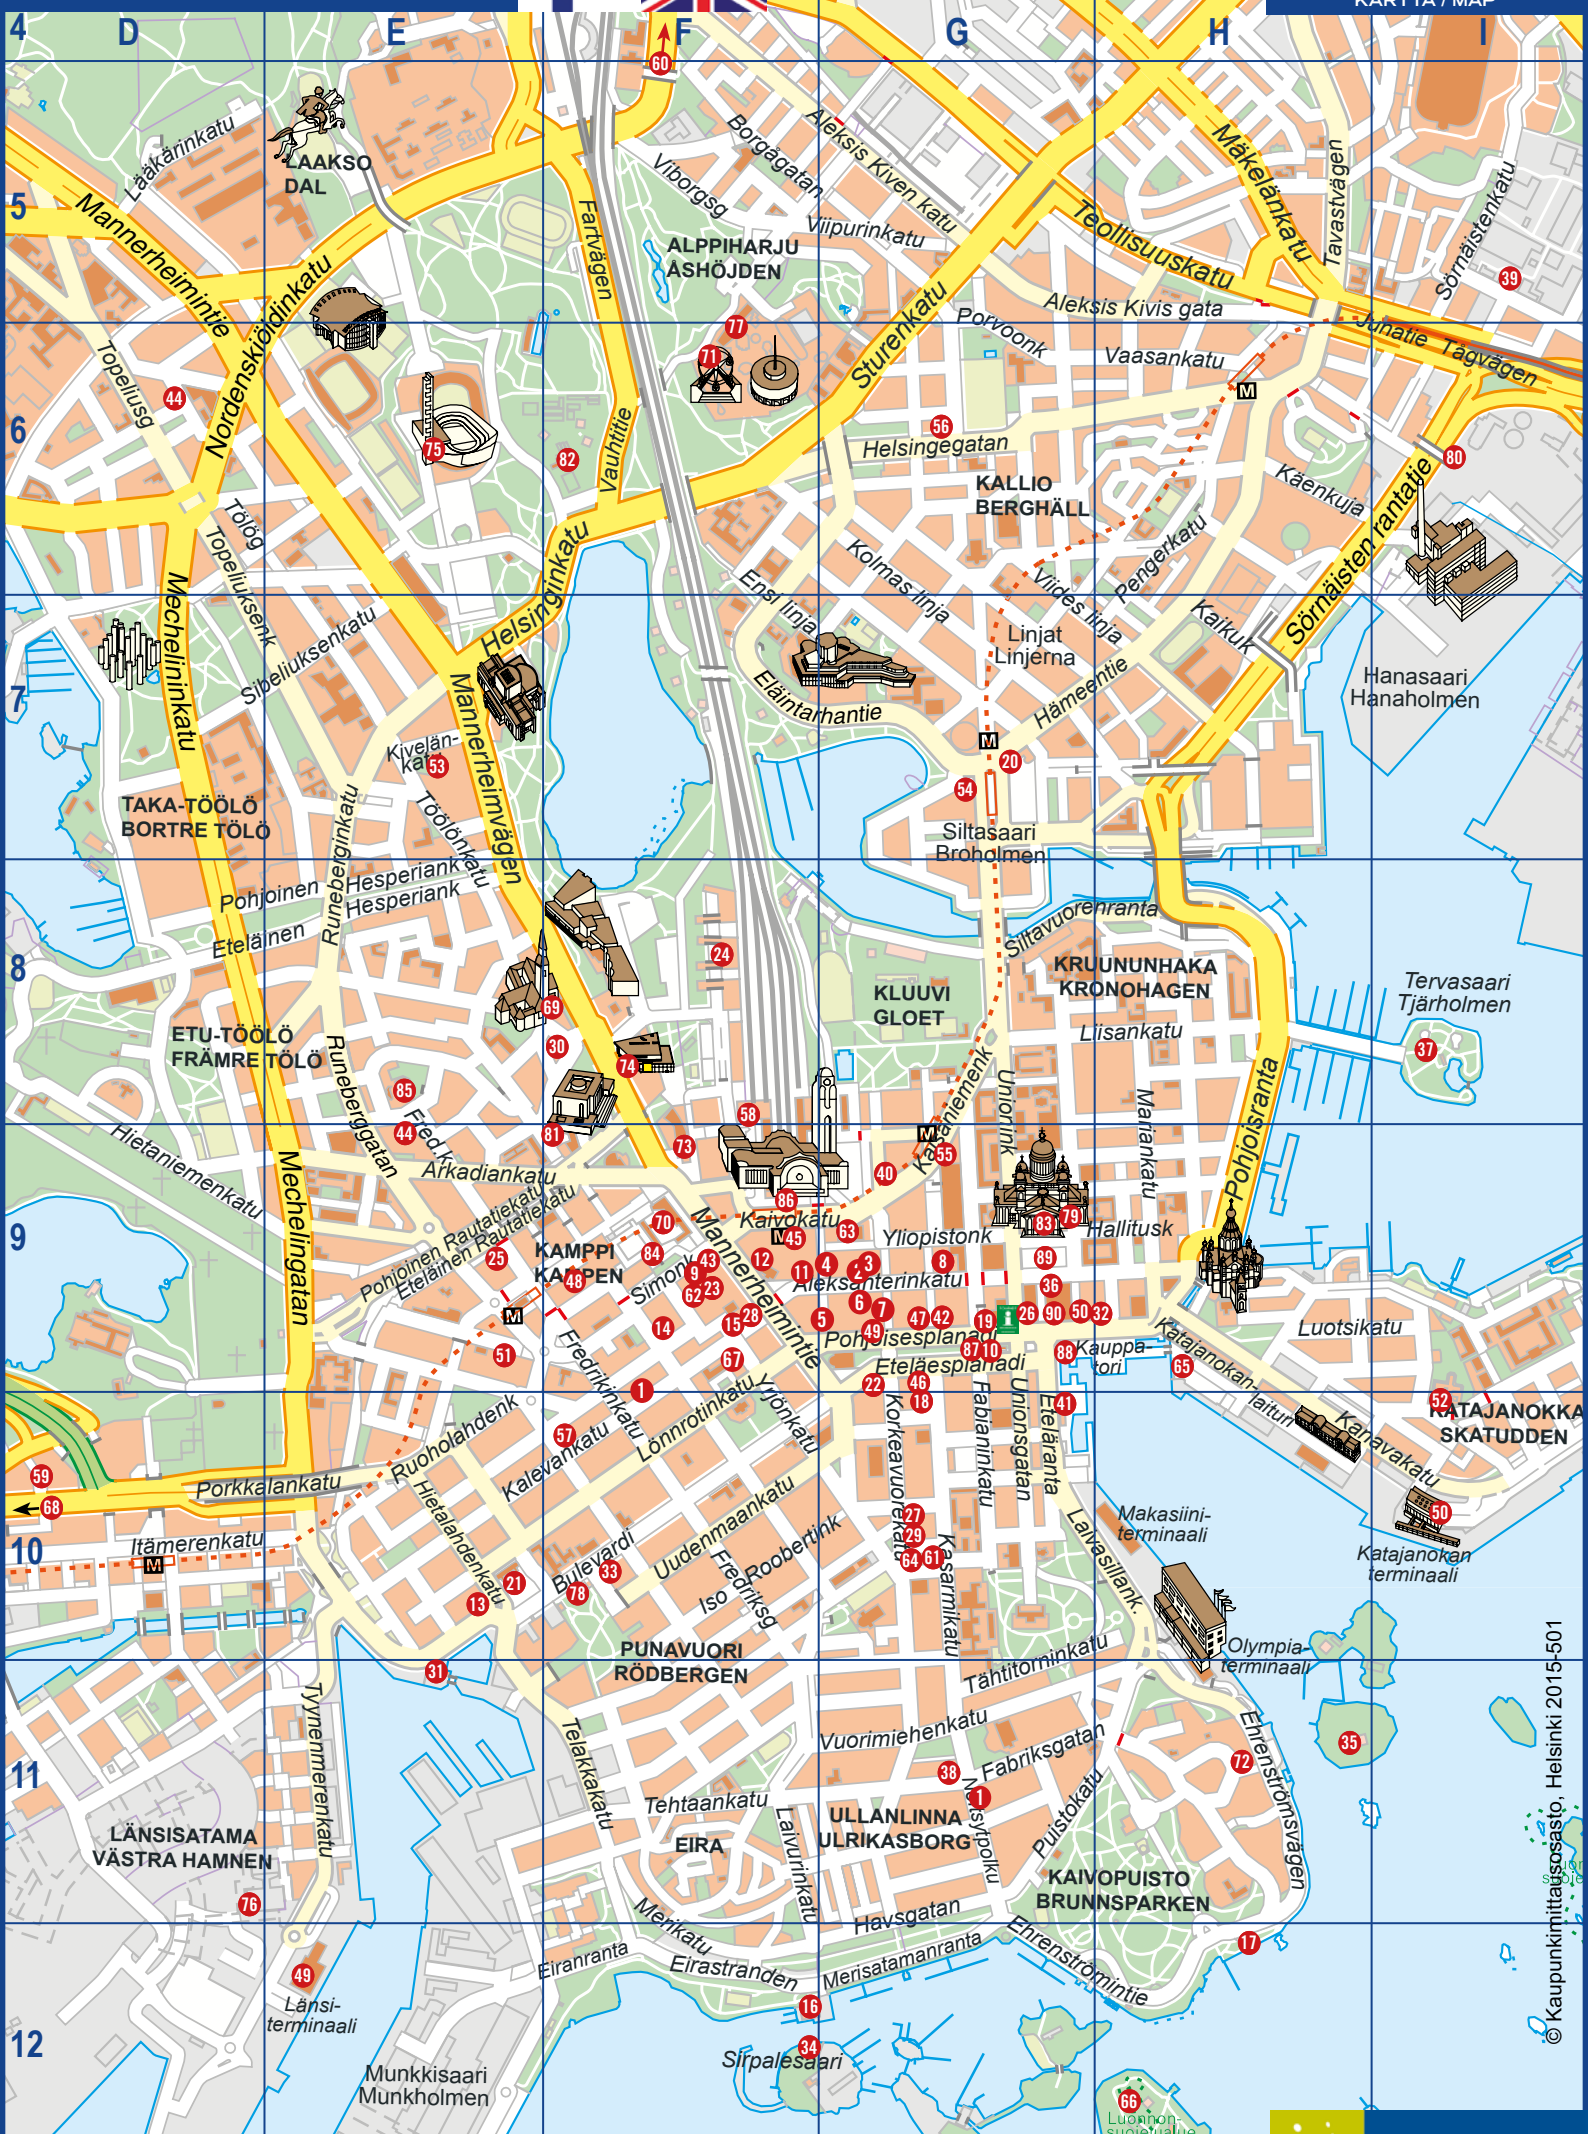 KARTTA / MAP
4
D
E
F
G
H
I
60
Lääkärinkatu
LAAKSO
DAL
5
Mannerheimintie
Nordenskiöldinkatu
Fartvägen
Borgågatan
Viborgsg
Aleksis Kiven katu
Viipurinkatu
ALPPIHARJU
ÅSHÖJDEN
Mäkelänkatu
Tavastvägen
Teollisuuskatu
Sörnäistenkatu
39
Aleksis Kivis gata
Sturenkatu
Porvoonk
Vaasankatu
Junatie Tågvägen
77
71
M
Topeliusg
44
6
75
82
Vauhtitie
56
Helsingegatan
KALLIO
BERGHÄLL
80
Käenkuja
Sörnäisten rantatie
Tölög
Topeliuksenk
Mechelininkatu
Helsinginkatu
Kolmas linja
Ensi linja
Viides linja
Pengerkatu
Kaikuk
Sibeliuksenkatu
Linjat
Linjerna
Hanasaari
Hanaholmen
7
Eläintarhantie
Hämeentie
Mannerheimvägen
Kivelän-
katu
53
M
20
54
TAKA-TÖÖLÖ
BORTRE TÖLÖ
Runeberginkatu
Töölönkatu
Siltasaari
Broholmen
Pohjoinen Hesperiank
Eteläinen Hesperiank
Siltavuorenranta
8
24
KRUUNUNHAKA
KRONOHAGEN
KLUUVI
GLOET
Tervasaari
Tjärholmen
69
ETU-TÖÖLÖ
FRÄMRE TÖLÖ
30
74
Liisankatu
37
Runeberggatan
85
44
Fred.k
Unionink
Mariankatu
Pohjoisranta
58
81
73
M
Kaisaniemenk
55
40
Hietaniemenkatu
Mechelingatan
Arkadiankatu
9
86
Kaivokatu
M
45
63
Yliopistonk
83
79
Hallitusk
70
Pohjoinen Rautatiekatu
Eteläinen Rautatiekatu
25
KAMPPI
KAMPEN
48
84
Simonk
43
9
23
62
Mannerheimintie
12
11
4
2
3
8
89
Aleksanterinkatu
36
6
7
5
47
42
19
i
26
90
50
32
M
14
15
28
49
Pohjoisesplanadi
87
10
88
Kauppa-
tori
Luotsikatu
Katajanokan-
laituri
65
51
67
Eteläesplanadi
Fredrikinkatu
1
22
46
18
41
52
KATAJANOKKA
SKATUDDEN
Yrjönkatu
Lönnrotinkatu
Korkeavuorenkatu
Fabianinkatu
Unionsgatan
Eteläranta
Kanavakatu
Ruoholahdenk
Kalevankatu
57
59
68
Porkkalankatu
27
29
64
61
50
Makasiini-
terminaali
Katajanokan
terminaali
10
Itämerenkatu
M
Hietalahdenkatu
Bulevardi
Uudenmaankatu
Iso Roobertink
Fredriksg
Kasarmikatu
Laivasillank.
21
13
33
78
PUNAVUORI
RÖDBERGEN
Tähtitorninkatu
Olympia-
terminaali
31
Tyynenmerenkatu
Telakkakatu
Vuorimiehenkatu
Fabriksgatan
Ehrenströmsvägen
35
11
38
1
72
Tehtaankatu
EIRA
Laivurinkatu
ULLANLINNA
ULRIKASBORG
Puistokatu
LÄNSISATAMA
VÄSTRA HAMNEN
KAIVOPUISTO
BRUNNSPARKEN
76
Merikatu
Havsgatan
Eiranranta
Eirastranden
Merisatamanranta
Ehrenströmintie
17
49
Länsi-
terminaali
16
12
34
Sirpalesaari
Munkkisaari
Munkholmen
66
Luonnon-
suojelualue
© Kaupunkimittausosasto, Helsinki 2015-501